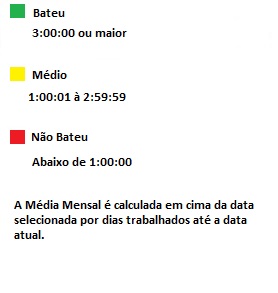 Bateu
3:00:00 ou maior
Médio
1:00:01 à 2:59:59
Não Bateu
Abaixo de 1:00:00
A Média Mensal é calculada em cima da data
selecionada por dias trabalhados até a data
atual.